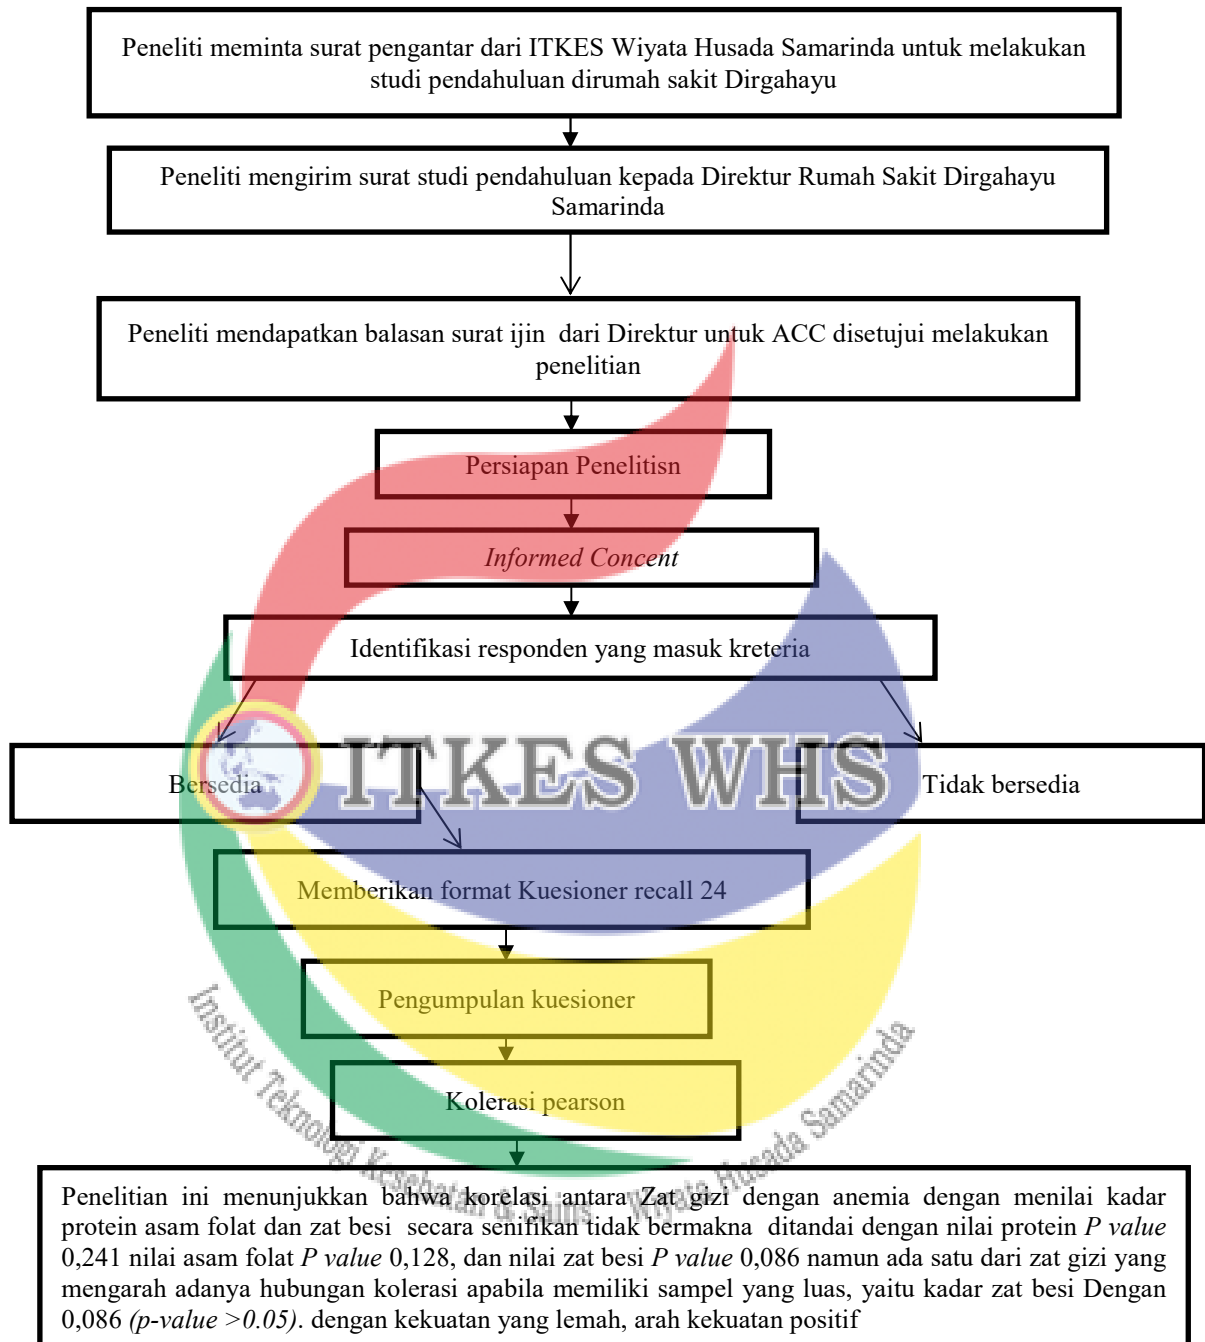 Peneliti meminta surat pengantar dari ITKES Wiyata Husada Samarinda untuk melakukan
studi pendahuluan dirumah sakit Dirgahayu
Peneliti mengirim surat studi pendahuluan kepada Direktur Rumah Sakit Dirgahayu
Samarinda
Peneliti mendapatkan balasan surat ijin dari Direktur untuk ACC disetujui melakukan
penelitian
Persiapan Penelitisn
Informed Concent
Identifikasi responden yang masuk kreteria
Bersedia
ITKES WHS
Tidak bersedia
Memberikan format Kuesioner recall 24
Pengumpulan kuesioner
Kolerasi pearson
Institut Teknologi Kesehatan & Sains Wiyata Husada Samarinda
Penelitian ini menunjukkan bahwa korelasi antara Zat gizi dengan anemia dengan menilai kadar
protein asam folat dan zat besi secara senifikan tidak bermakna ditandai dengan nilai protein P value
0,241 nilai asam folat P value 0,128, dan nilai zat besi P value 0,086 namun ada satu dari zat gizi yang
mengarah adanya hubungan kolerasi apabila memiliki sampel yang luas, yaitu kadar zat besi Dengan
0,086 (p-value >0.05). dengan kekuatan yang lemah, arah kekuatan positif